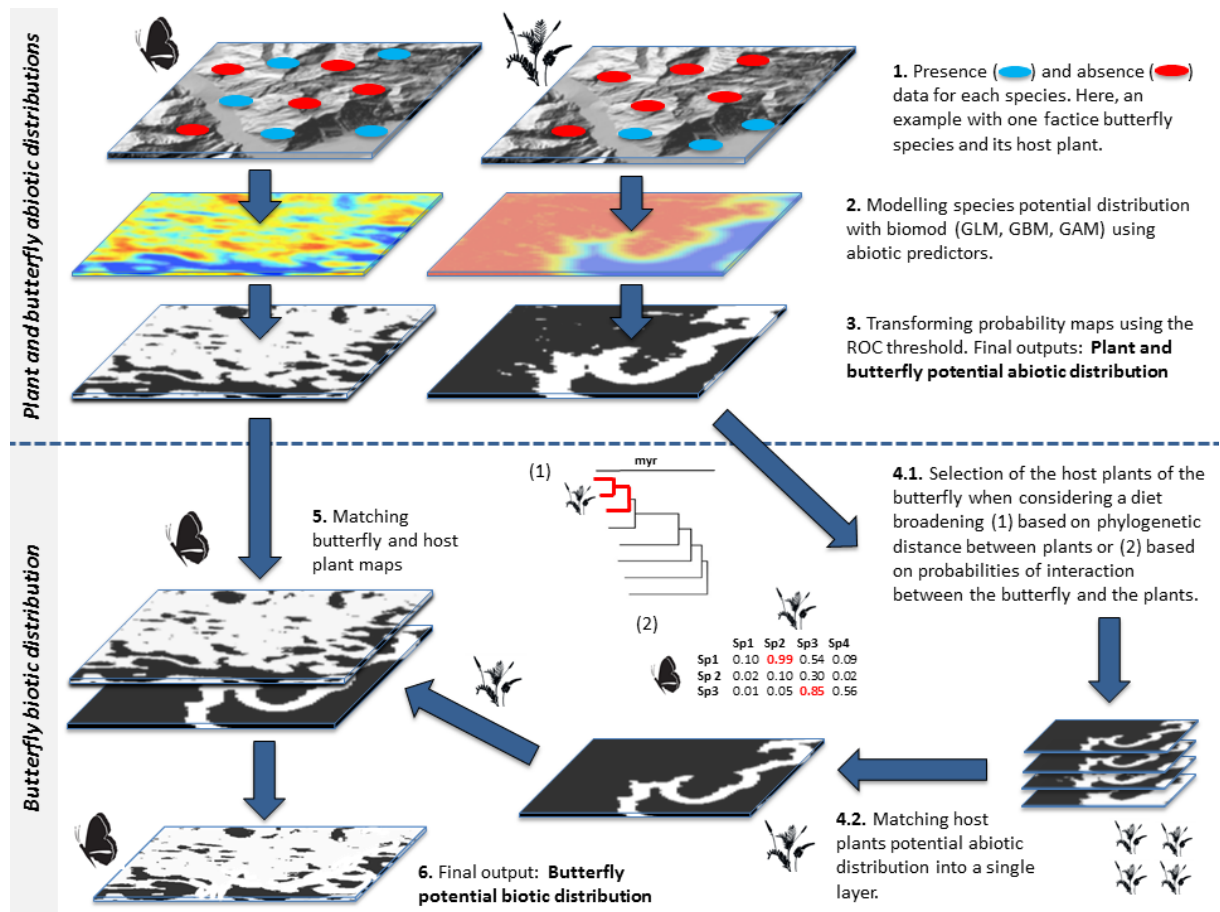 Plant and butterfly abiotic distributions
1. Presence ( ) and absence ( )
data for each species. Here, an
example with one factice butterfly
species and its host plant.
2. Modelling species potential distribution
with biomod (GLM, GBM, GAM) using
abiotic predictors.
3. Transforming probability maps using the
ROC threshold. Final outputs: Plant and
butterfly potential abiotic distribution
Butterfly biotic distribution
(1)
myr
4.1. Selection of the host plants of the
butterfly when considering a diet
broadening (1) based on phylogenetic
distance between plants or (2) based
on probabilities of interaction
between the butterfly and the plants.
5. Matching
butterfly and host
plant maps
(2)
Sp1 Sp2 Sp3 Sp4
Sp1 0.10 0.99 0.54 0.09
Sp 2 0.02 0.10 0.30 0.02
Sp3 0.01 0.05 0.85 0.56
4.2. Matching host
plants potential abiotic
distribution into a single
layer.
6. Final output: Butterfly
potential biotic distribution